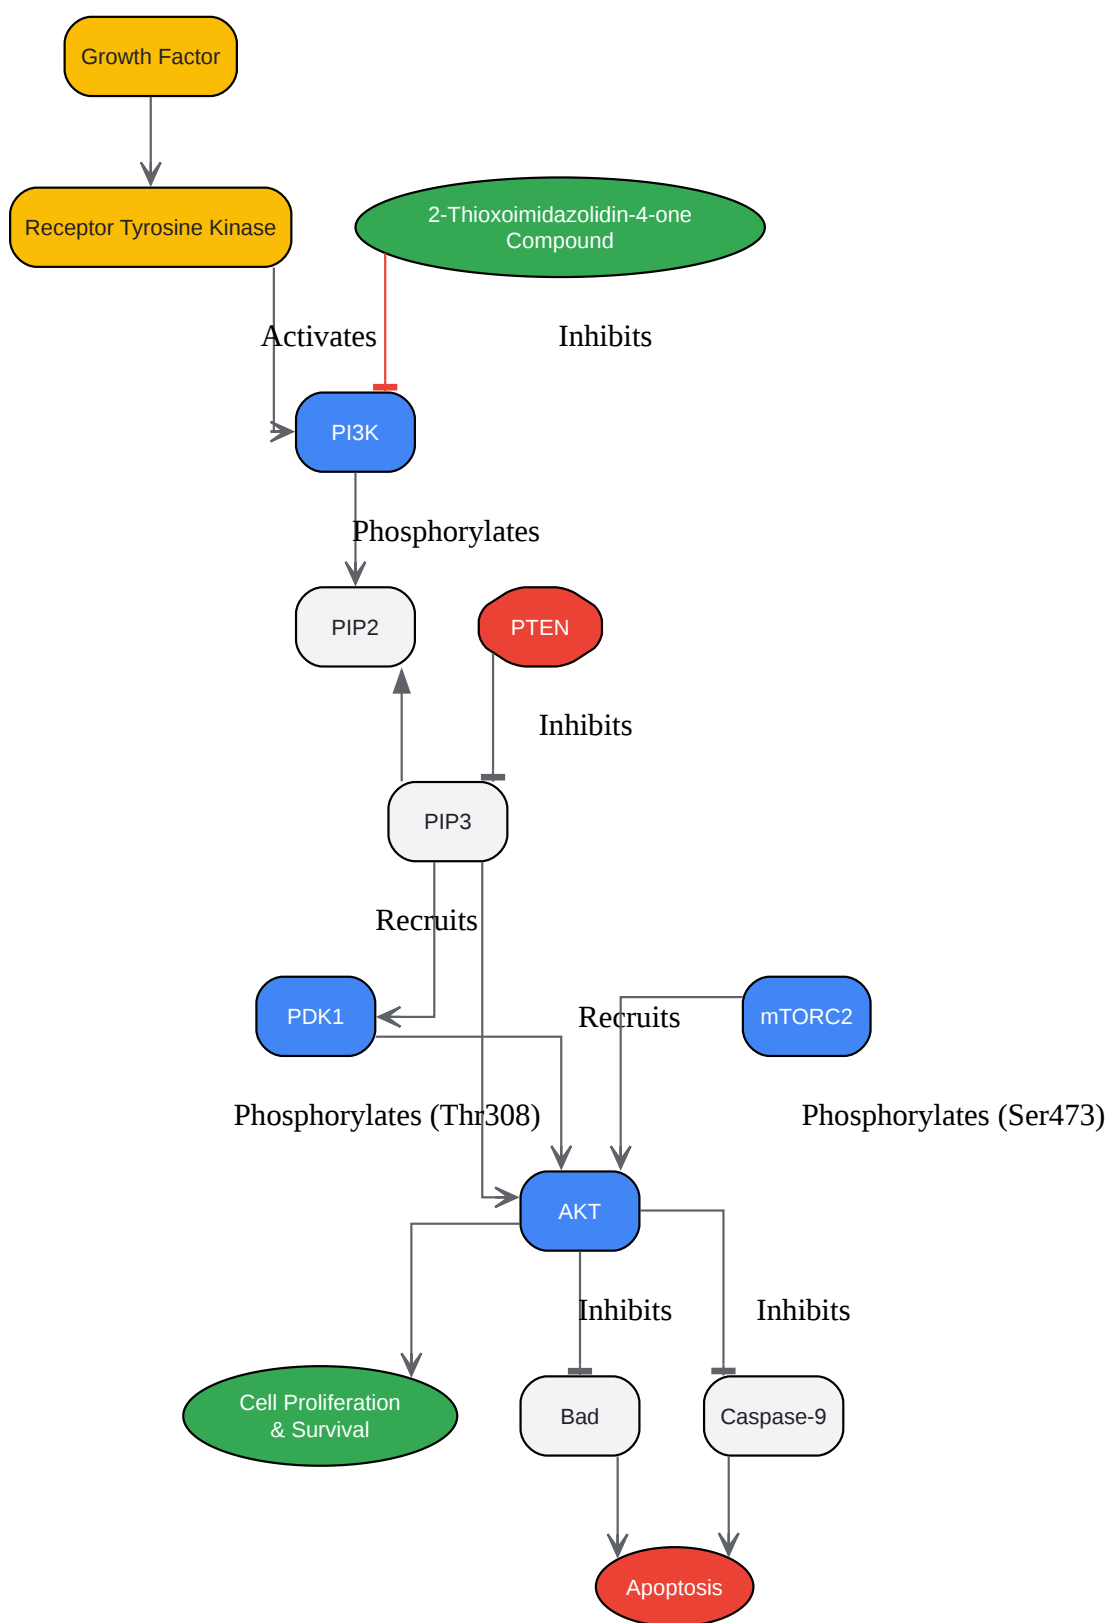 Growth Factor
Receptor Tyrosine Kinase
2-Thioxoimidazolidin-4-one
Compound
Activates
Inhibits
PI3K
Phosphorylates
PIP2
PTEN
Inhibits
PIP3
Recruits
PDK1
Recruits
mTORC2
Phosphorylates (Thr308)
Phosphorylates (Ser473)
AKT
Inhibits
Inhibits
Cell Proliferation
& Survival
Bad
Caspase-9
Apoptosis